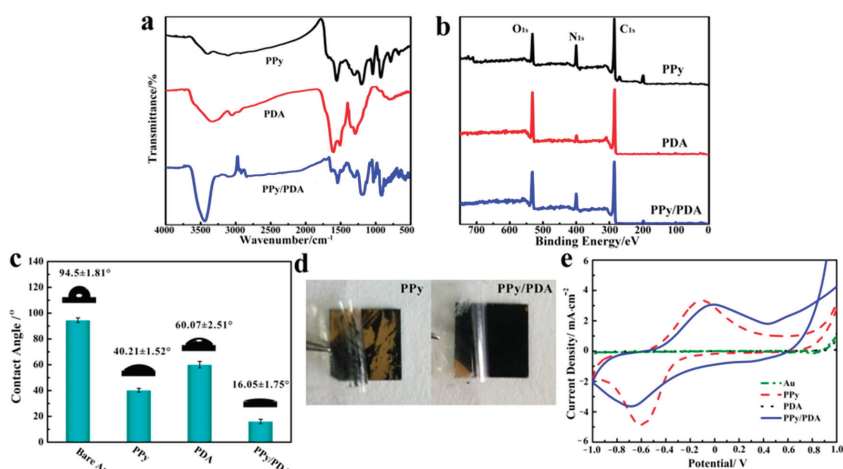 a
PPy
PDA
PPy/PDA
Transmittance/%
4000 3500 3000 2500 2000 1500 1000 500
Wavenumber/cm⁻¹
b
O1s N1s C1s
PPy
PDA
PPy/PDA
700 600 500 400 300 200 100 0
Binding Energy/eV
c
Contact Angle /°
140
120
100
80
60
40
20
0
94.5±1.81°
40.21±1.52°
60.07±2.51°
16.05±1.75°
Bare PPy PDA
d
PPy PPy/PDA
e
Current Density/ mA·cm⁻²
6
4
2
0
-2
-4
-6
Au
PPy
PDA
PPy/PDA
-1.0 -0.8 -0.6 -0.4 -0.2 0 0.2 0.4 0.6 0.8 1.0
Potential/ V